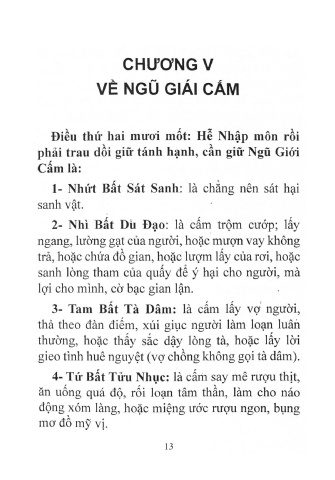 CHƯƠNG V
VỀ NGŨ GIÁI CẤM
Điều thứ hai mươi mốt: Hễ Nhập môn rồi
phải trau dồi giữ tánh hạnh, cần giữ Ngũ Giới
Cấm là:
1- Nhứt Bất Sát Sanh: là chẳng nên sát hại
sanh vật.
2- Nhì Bất Du Đạo: là cấm trộm cướp; lấy
ngang, lường gạt của người, hoặc mượn vay không
trả, hoặc chứa đồ gian, hoặc lượm lấy của rơi, hoặc
sanh lòng tham của quấy để ý hại cho người, mà
lợi cho mình, cờ bạc gian lận.
3- Tam Bất Tà Dâm: là cấm lấy vợ người,
thả theo đàn điếm, xúi giục người làm loạn luân
thường, hoặc thấy sắc dậy lòng tà, hoặc lấy lời
gieo tình huê nguyệt (vợ chồng không gọi tà dâm).
4- Tứ Bất Tửu Nhục: là cấm say mê rượu thịt,
ăn uống quá độ, rối loạn tâm thần, làm cho náo
động xóm làng, hoặc miệng ước rượu ngon, bụng
mơ đồ mỹ vị.
13